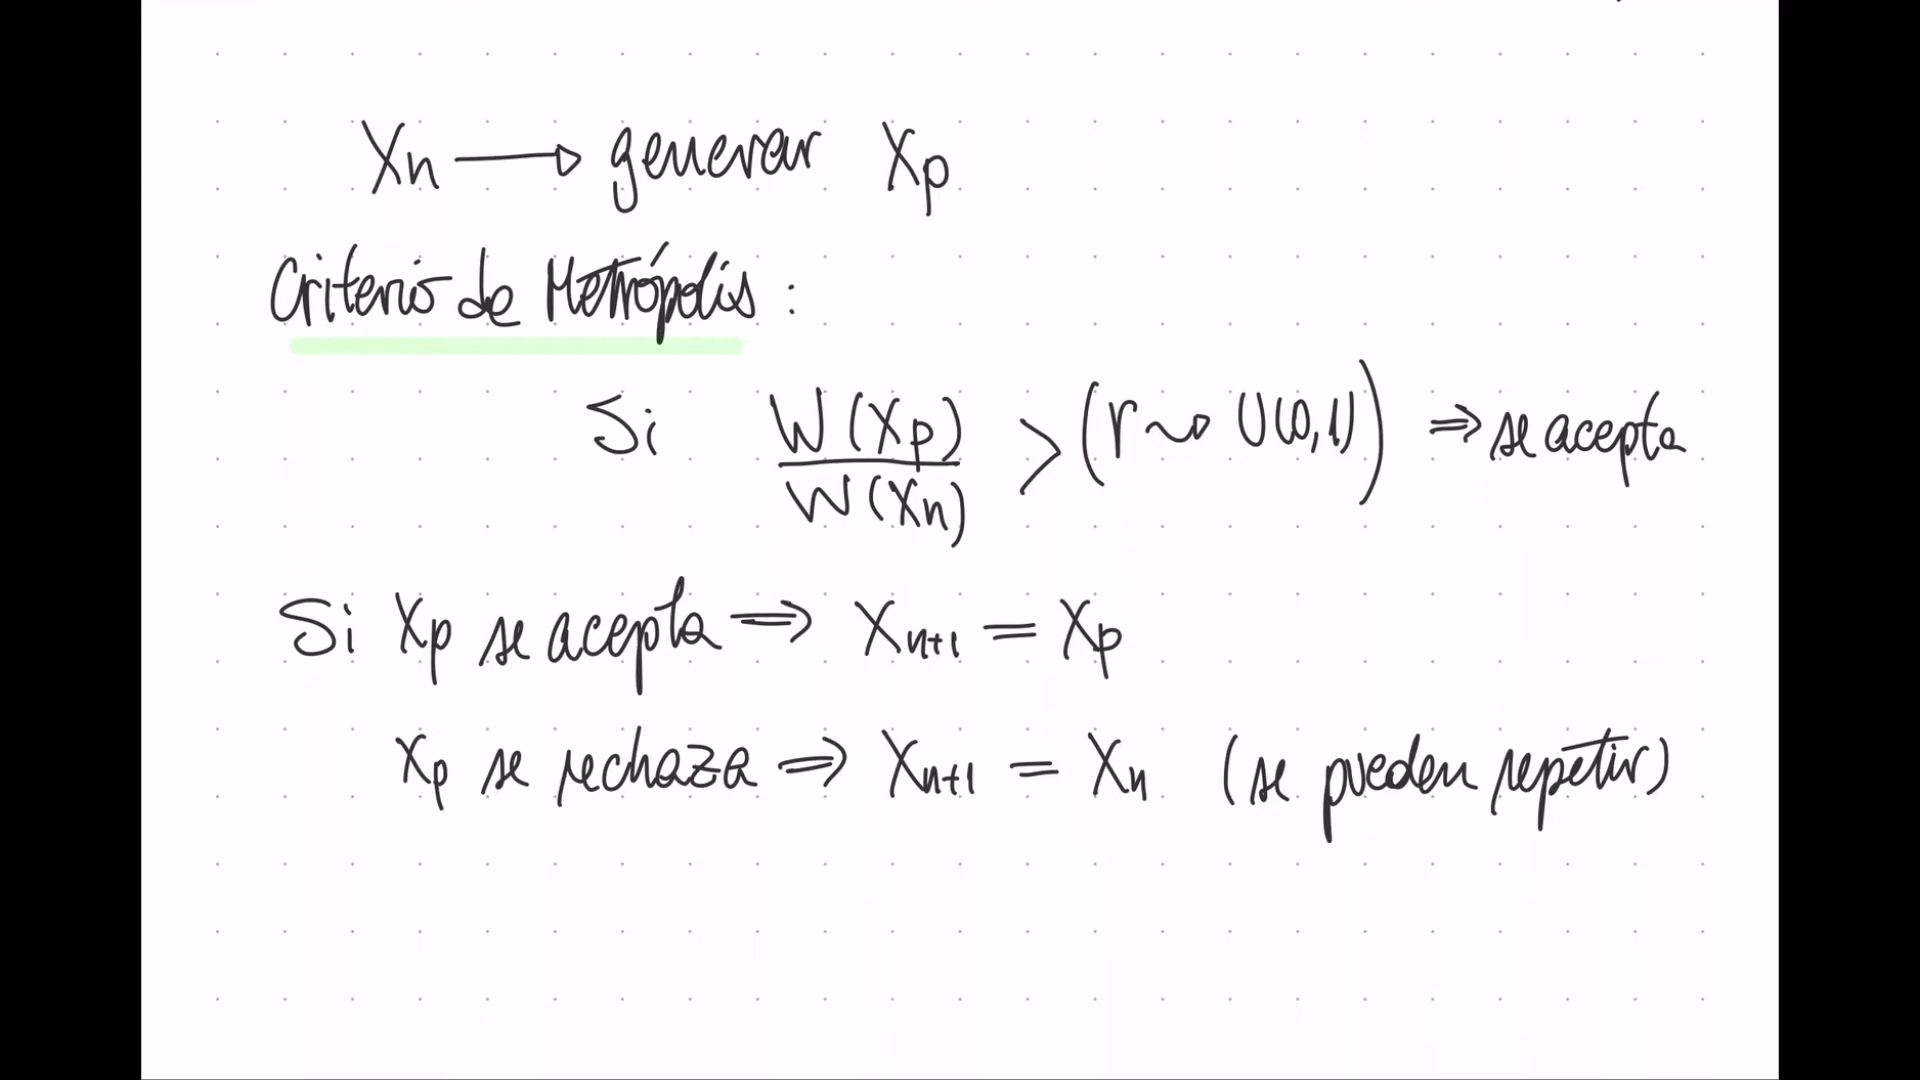 Xn → generar Xp
Criterio de Metrópolis :
Si W(Xp) / W(Xn) > (r ~ U(0,1)) ⇒ se acepta
Si Xp se acepta ⇒ Xn+1 = Xp
Xp se rechaza ⇒ Xn+1 = Xn (se pueden repetir)